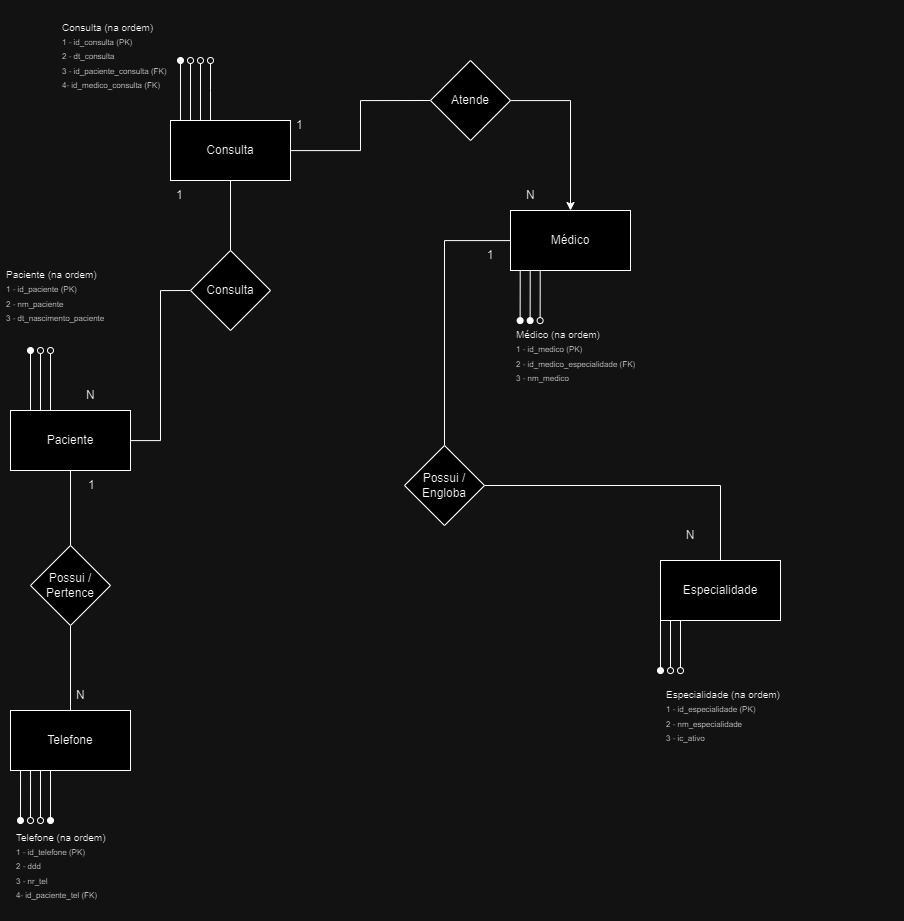 Consulta (na ordem)
1 - id_consulta (PK)
2 - dt_consulta
3 - id_paciente_consulta (FK)
4- id_medico_consulta (FK)
Atende
1
Consulta
1
N
Médico
1
Paciente (na ordem)
1 - id_paciente (PK)
2 - nm_paciente
3 - dt_nascimento_paciente
Consulta
Médico (na ordem)
1 - id_medico (PK)
2 - id_medico_especialidade (FK)
3 - nm_medico
N
Paciente
1
Possui /
Engloba
N
Possui /
Pertence
Especialidade
N
Especialidade (na ordem)
1 - id_especialidade (PK)
2 - nm_especialidade
3 - ic_ativo
Telefone
Telefone (na ordem)
1 - id_telefone (PK)
2 - ddd
3 - nr_tel
4- id_paciente_tel (FK)